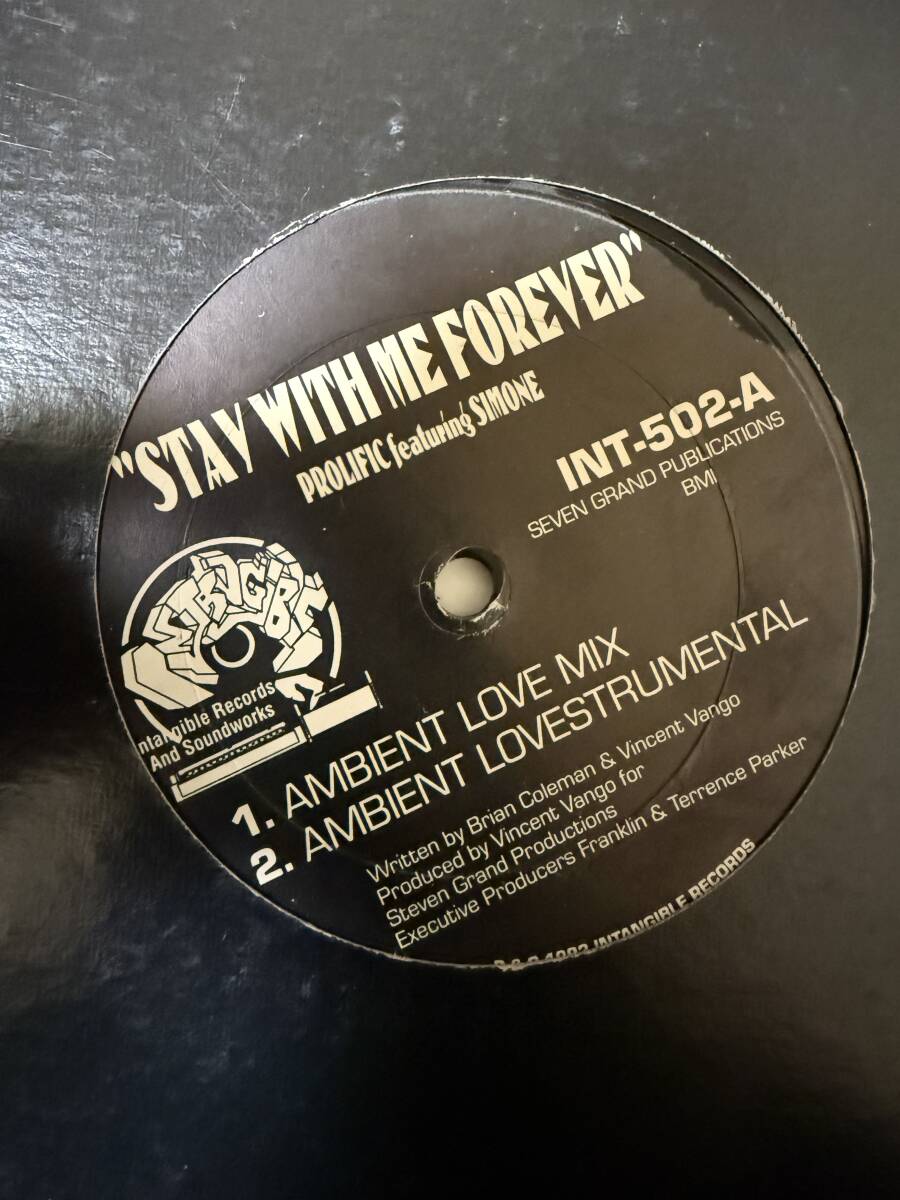 "STAY WITH ME FOREVER"
PROLIFIC featuring SIMONE
INT-502-A
SEVEN GRAND PUBLICATIONS
BMI
INTANGIBLE
ntangible Records
And Soundworks
1. AMBIENT LOVE MIX
2. AMBIENT LOVESTRUMENTAL
Written by Brian Coleman & Vincent Vango
Produced by Vincent Vango for
Steven Grand Productions
Executive Producers Franklin & Terrence Parker
INTANGIBLE RECORDS